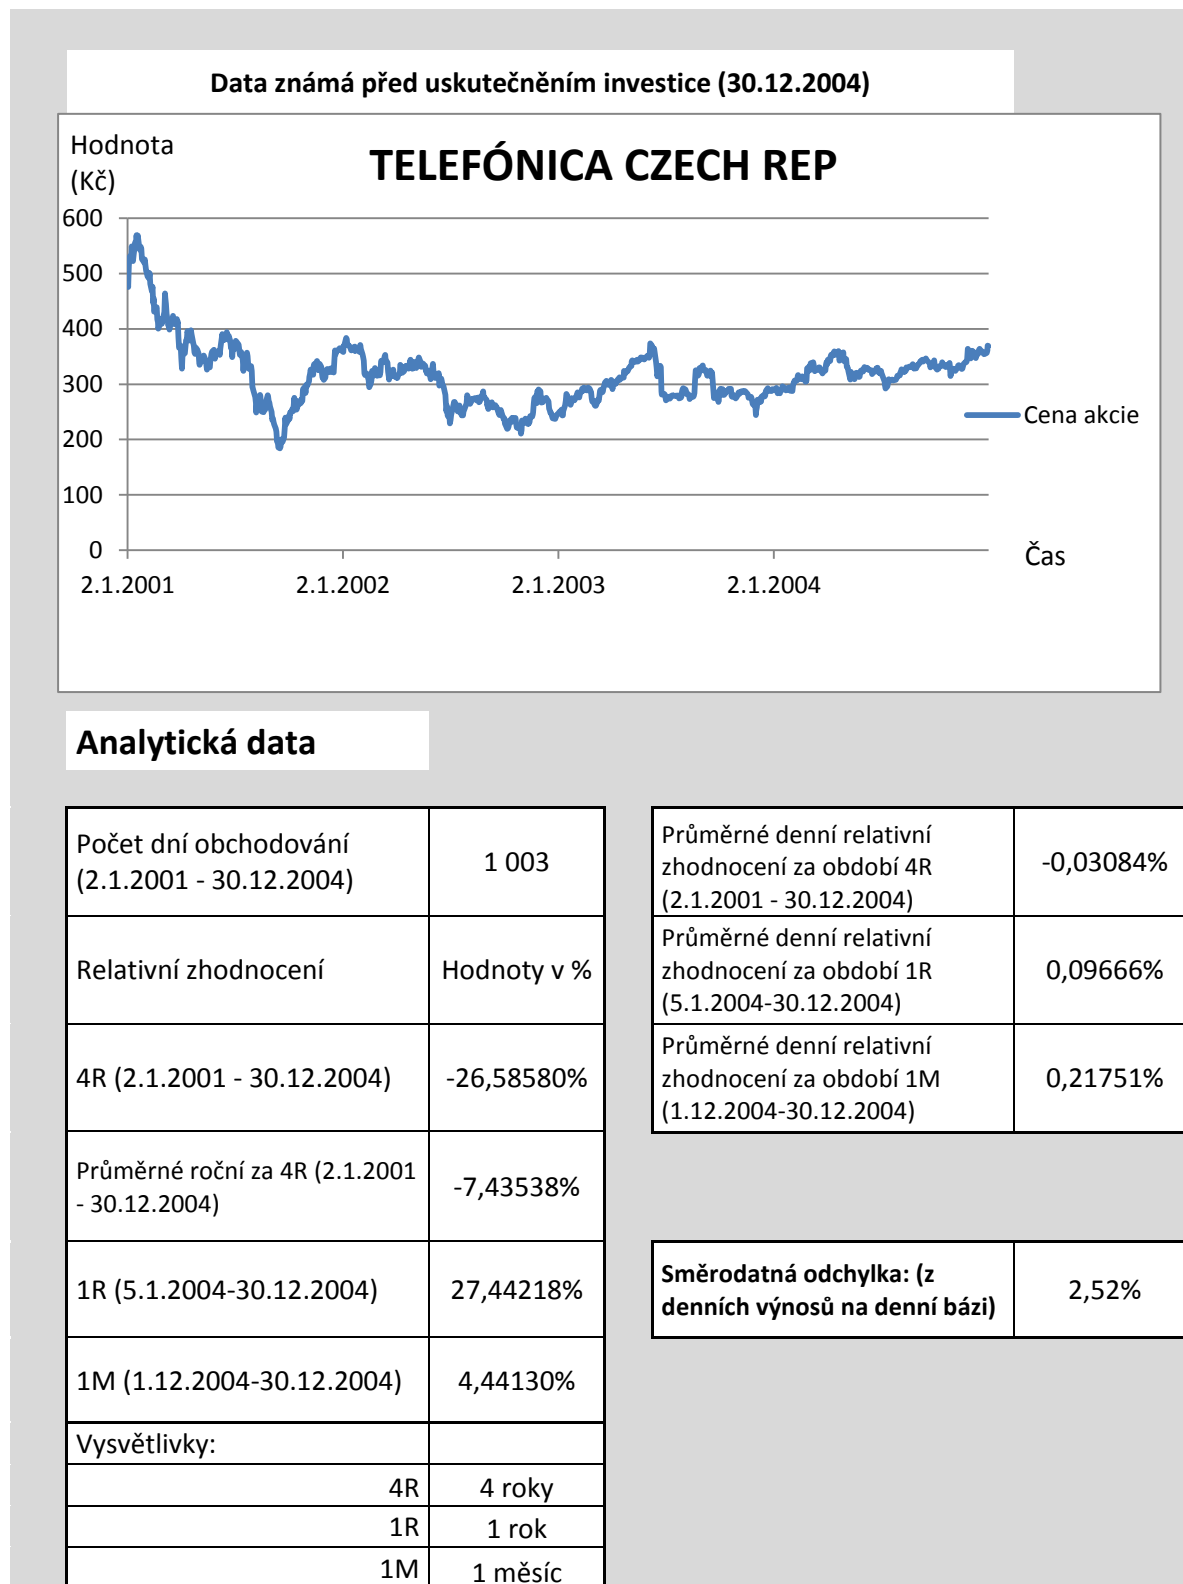 Data známá před uskutečněním investice (30.12.2004)
Hodnota
(Kč)
TELEFÓNICA CZECH REP
600
500
400
300
200
100
0
2.1.2001
2.1.2002
2.1.2003
2.1.2004
Cena akcie
Čas
Analytická data
Počet dní obchodování
(2.1.2001 - 30.12.2004)
1 003
Relativní zhodnocení
Hodnoty v %
4R (2.1.2001 - 30.12.2004)
-26,58580%
Průměrné roční za 4R (2.1.2001
- 30.12.2004)
-7,43538%
1R (5.1.2004-30.12.2004)
27,44218%
1M (1.12.2004-30.12.2004)
4,44130%
Vysvětlivky:
4R
4 roky
1R
1 rok
1M
1 měsíc
Průměrné denní relativní
zhodnocení za období 4R
(2.1.2001 - 30.12.2004)
-0,03084%
Průměrné denní relativní
zhodnocení za období 1R
(5.1.2004-30.12.2004)
0,09666%
Průměrné denní relativní
zhodnocení za období 1M
(1.12.2004-30.12.2004)
0,21751%
Směrodatná odchylka: (z
denních výnosů na denní bázi)
2,52%